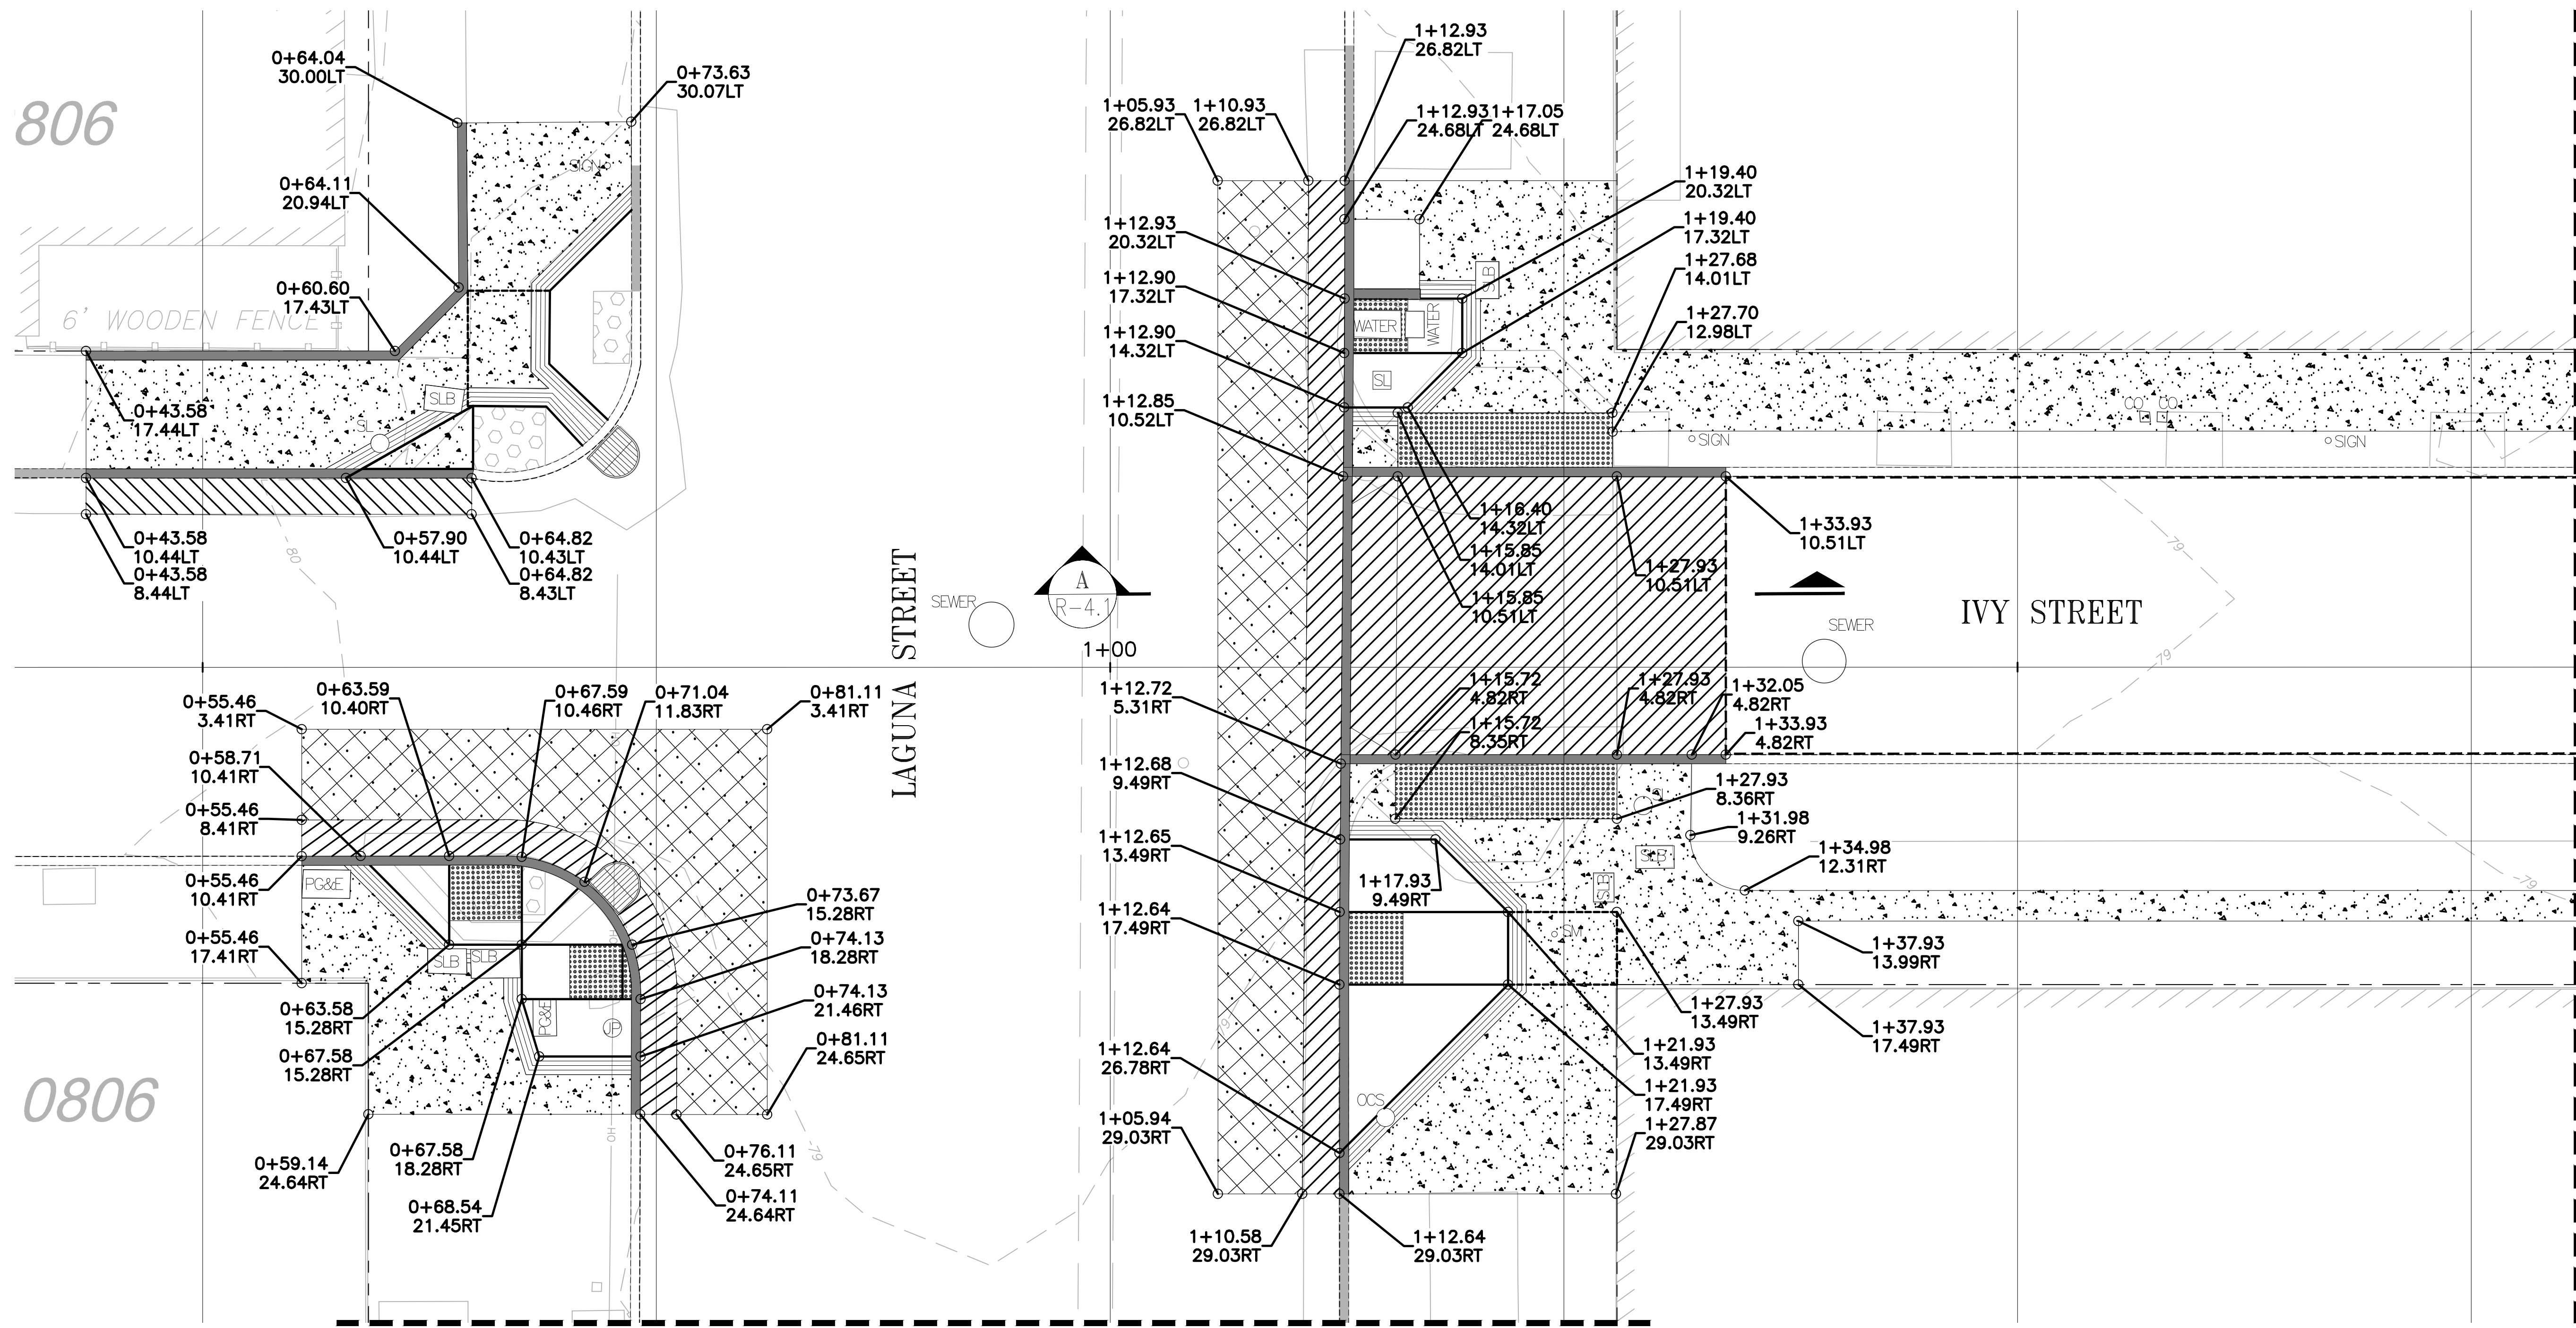 806
0+64.04
30.00LT
0+73.63
30.07LT
0+64.11
20.94LT
0+60.60
17.43LT
SIGN
6' WOODEN FENCE
0+43.58
17.44LT
SLB
SL
0+43.58
10.44LT
0+43.58
8.44LT
0+57.90
10.44LT
0+64.82
10.43LT
0+64.82
8.43LT
80
1+12.93
26.82LT
1+05.93
26.82LT
1+10.93
26.82LT
1+12.93
24.68LT
1+17.05
24.68LT
1+19.40
20.32LT
1+12.93
20.32LT
1+19.40
17.32LT
1+12.90
17.32LT
1+27.68
14.01LT
1+12.90
14.32LT
1+27.70
12.98LT
1+12.85
10.52LT
SLB
WATER
WATER
SL
CO
CO
SIGN
SIGN
1+16.40
14.32LT
1+15.85
14.01LT
1+15.85
10.51LT
1+27.93
10.51LT
1+33.93
10.51LT
79
A
R-4.1
SEWER
LAGUNA STREET
1+00
IVY STREET
SEWER
79
0+55.46
3.41RT
0+63.59
10.40RT
0+67.59
10.46RT
0+71.04
11.83RT
0+81.11
3.41RT
0+58.71
10.41RT
0+55.46
8.41RT
0+55.46
10.41RT
0+55.46
17.41RT
PG&E
SLB
SLB
PG&E
JP
0+73.67
15.28RT
0+74.13
18.28RT
0+74.13
21.46RT
0+81.11
24.65RT
0+63.58
15.28RT
0+67.58
15.28RT
0806
0+59.14
24.64RT
0+67.58
18.28RT
0+68.54
21.45RT
0+76.11
24.65RT
0+74.11
24.64RT
OH
79
1+12.72
5.31RT
1+15.72
4.82RT
1+27.93
4.82RT
1+32.05
4.82RT
1+15.72
8.35RT
1+33.93
4.82RT
1+12.68
9.49RT
1+27.93
8.36RT
1+31.98
9.26RT
1+12.65
13.49RT
1+34.98
12.31RT
1+17.93
9.49RT
1+12.64
17.49RT
SLB
SLB
SM
79
1+37.93
13.99RT
1+27.93
13.49RT
1+37.93
17.49RT
1+21.93
13.49RT
1+12.64
26.78RT
1+21.93
17.49RT
OCS
1+05.94
29.03RT
1+27.87
29.03RT
1+10.58
29.03RT
1+12.64
29.03RT